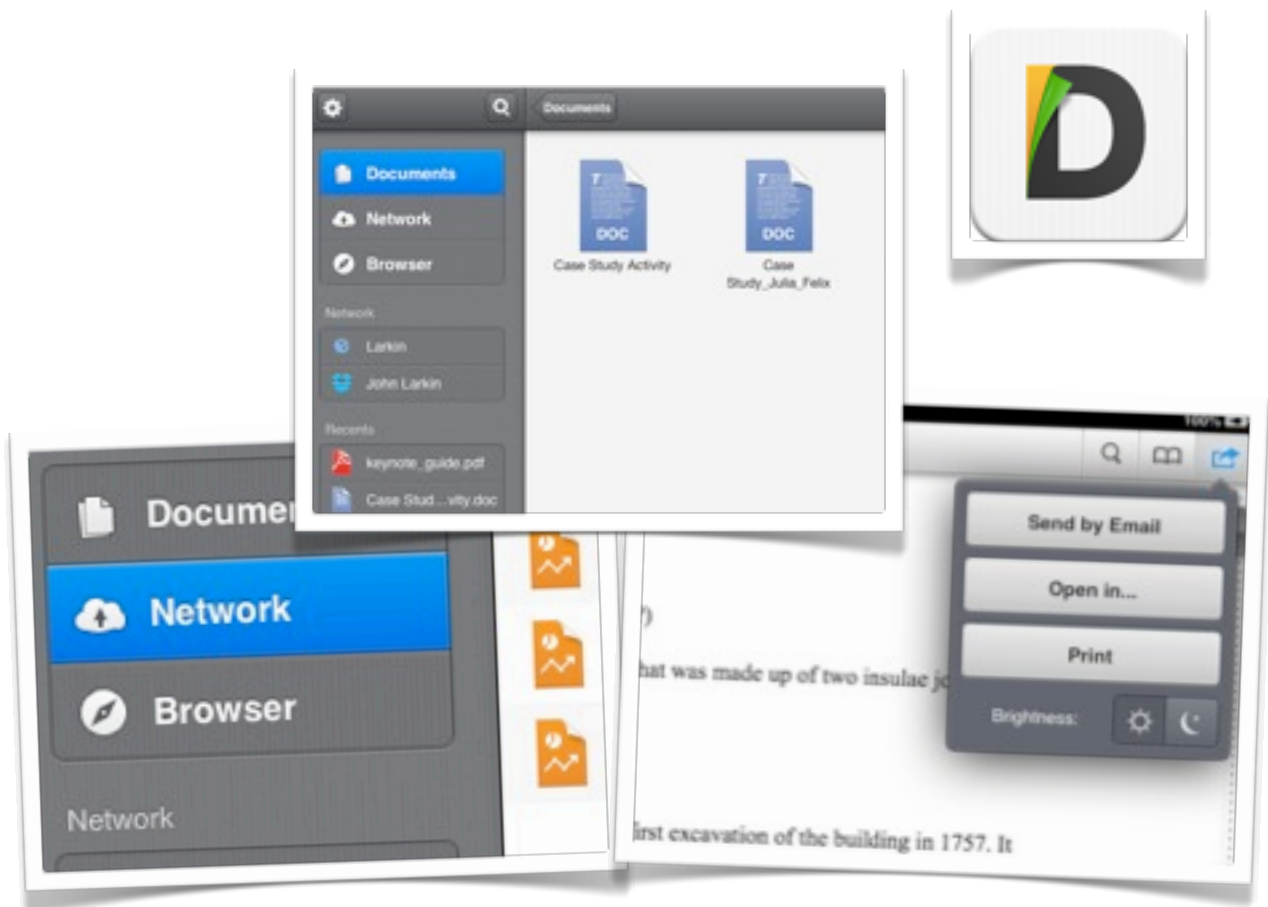 D
Documents
Documents
Network
Browser
Network
Larkin
John Larkin
Recents
keynote_guide.pdf
Case Stud...vity.doc
T
DOC
Case Study Activity
T
DOC
Case
Study_Julia_Felix
Docume
Network
Browser
Network
100%
Send by Email
Open in...
Print
Brightness:
')
hat was made up of two insulae jo
irst excavation of the building in 1757. It